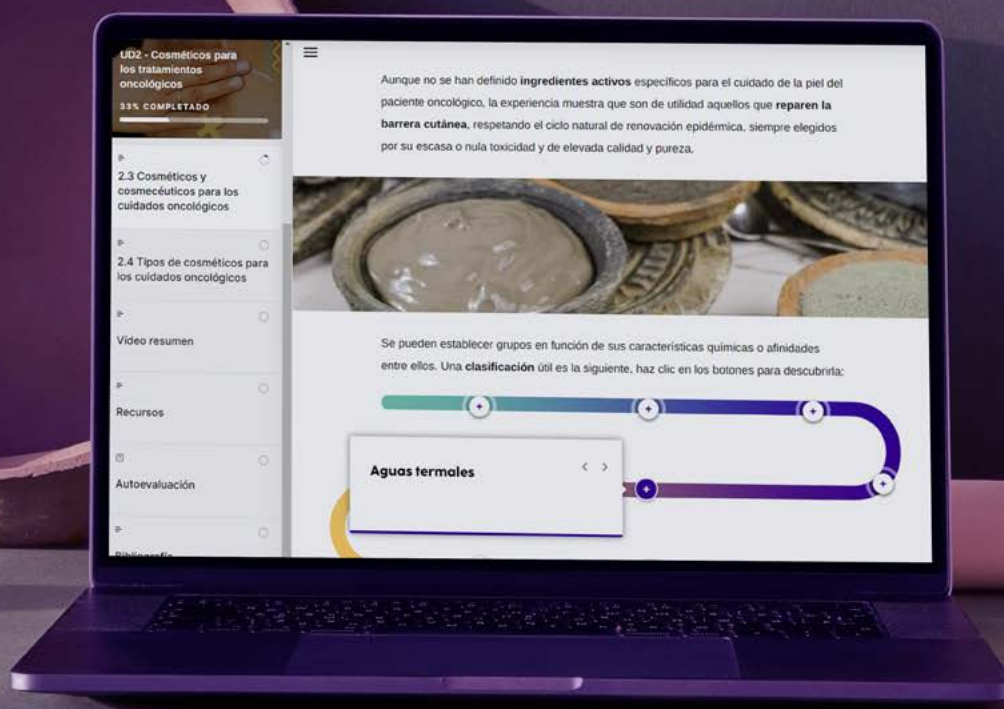 UD2 - Cosméticos para
los tratamientos
oncológicos
33% COMPLETADO
2.3 Cosméticos y
cosmecéuticos para los
cuidados oncológicos
2.4 Tipos de cosméticos para
los cuidados oncológicos
Vídeo resumen
Recursos
Autoevaluación
Bibliografía
Aunque no se han definido ingredientes activos específicos para el cuidado de la piel del
paciente oncológico, la experiencia muestra que son de utilidad aquellos que reparen la
barrera cutánea, respetando el ciclo natural de renovación epidérmica, siempre elegidos
por su escasa o nula toxicidad y de elevada calidad y pureza.
Se pueden establecer grupos en función de sus características químicas o afinidades
entre ellos. Una clasificación útil es la siguiente, haz clic en los botones para descubrirla:
Aguas termales